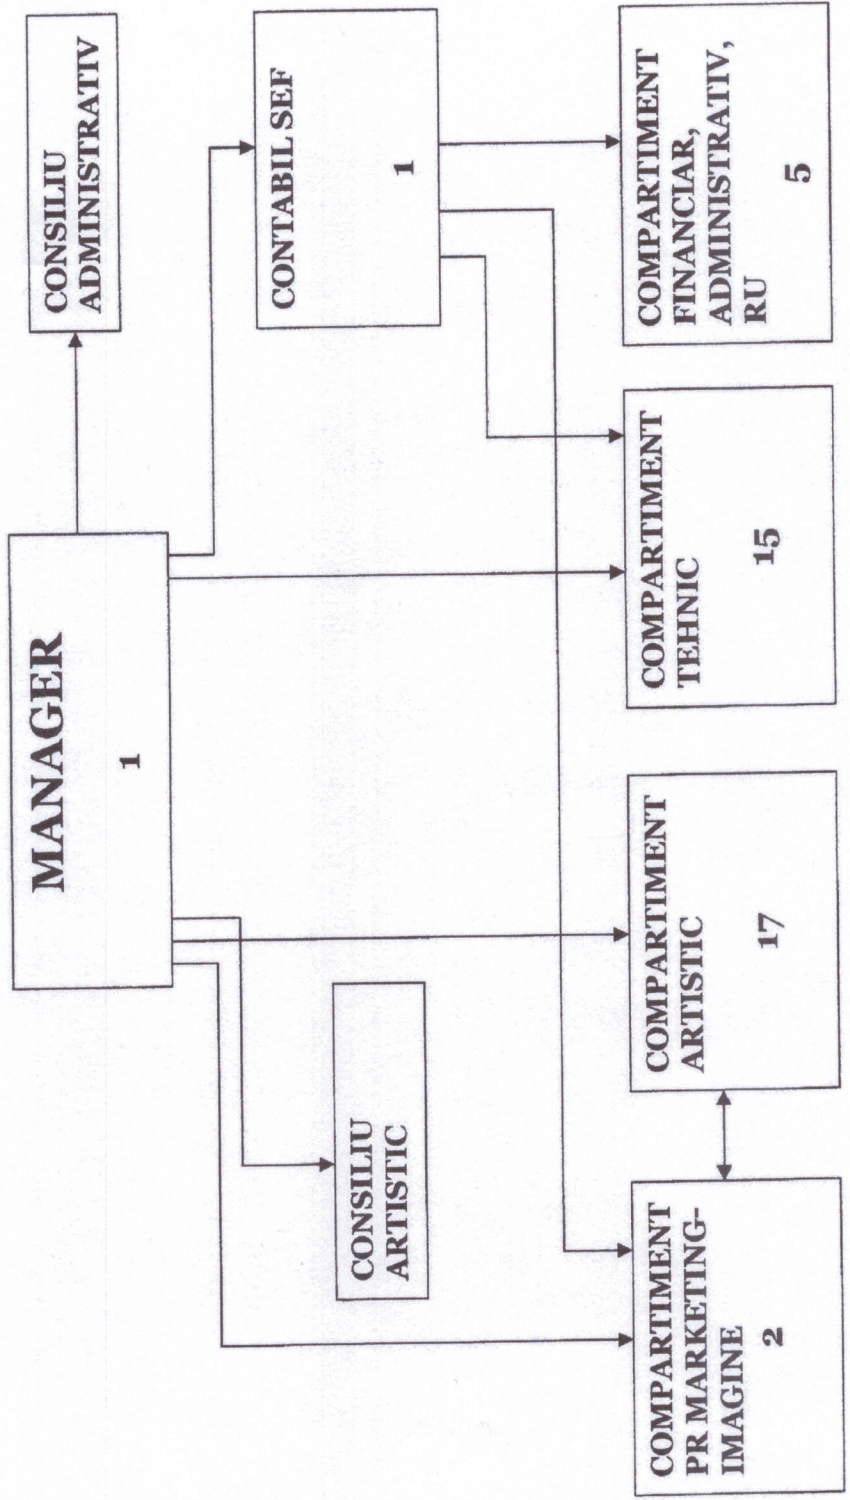 MANAGER
1
CONSILIU
ADMINISTRATIV
CONTABIL SEF
1
CONSILIU
ARTISTIC
COMPARTIMENT
PR MARKETING-
IMAGINE
2
COMPARTIMENT
ARTISTIC
17
COMPARTIMENT
TEHNIC
15
COMPARTIMENT
FINANCIAR,
ADMINISTRATIV,
RU
5